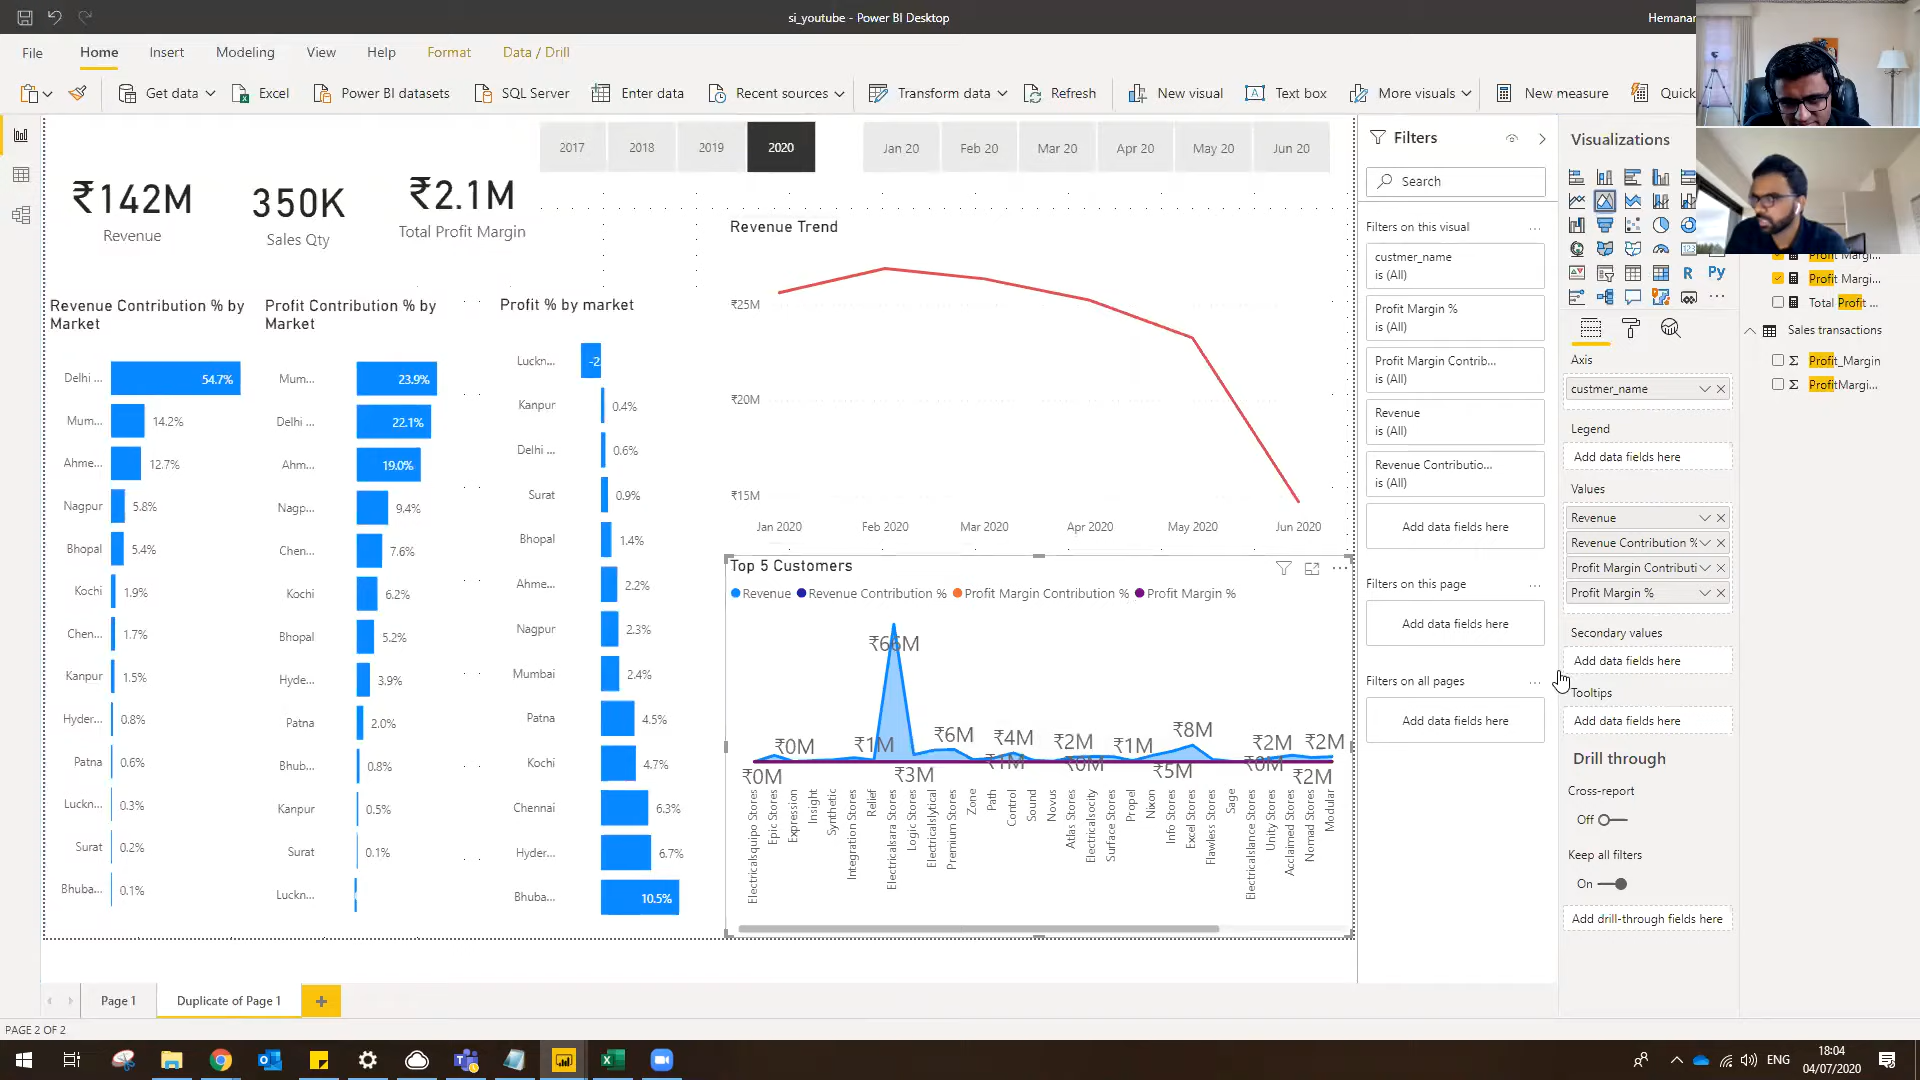 si_youtube - Power BI Desktop
Heman
File
Home
Insert
Modeling
View
Help
Format
Data / Drill
Get data
Excel
Power BI datasets
SQL Server
Enter data
Recent sources
Transform data
Refresh
New visual
Text box
More visuals
New measure
Quick
2017
2018
2019
2020
Jan 20
Feb 20
Mar 20
Apr 20
May 20
Jun 20
₹142M
Revenue
350K
Sales Qty
₹2.1M
Total Profit Margin
Revenue Contribution % by
Market
Delhi ...
54.7%
Mum...
14.2%
Ahme...
12.7%
Nagpur
5.8%
Bhopal
5.4%
Kochi
1.9%
Chen...
1.7%
Kanpur
1.5%
Hyder...
0.8%
Patna
0.6%
Luckn...
0.3%
Surat
0.2%
Bhuba...
0.1%
Profit Contribution % by
Market
Mum...
23.9%
Delhi ...
22.1%
Ahm...
19.0%
Nagp...
9.4%
Chen...
7.6%
Kochi
6.2%
Bhopal
5.2%
Hyde...
3.9%
Patna
2.0%
Bhub...
0.8%
Kanpur
0.5%
Surat
0.1%
Luckn...
Profit % by market
Luckn...
-2
Kanpur
0.4%
Delhi ...
0.6%
Surat
0.9%
Bhopal
1.4%
Ahme...
2.2%
Nagpur
2.3%
Mumbai
2.4%
Patna
4.5%
Kochi
4.7%
Chennai
6.3%
Hyder...
6.7%
Bhuba...
10.5%
Revenue Trend
₹25M
₹20M
₹15M
Jan 2020
Feb 2020
Mar 2020
Apr 2020
May 2020
Jun 2020
Top 5 Customers
Revenue
Revenue Contribution %
Profit Margin Contribution %
Profit Margin %
₹66M
₹0M
₹1M
₹6M
₹4M
₹2M
₹1M
₹8M
₹2M
₹2M
₹0M
₹3M
₹1M
₹0M
₹5M
₹0M
₹2M
Electricalsquipo Stores
Epic Stores
Expression
Insight
Synthetic
Integration Stores
Relief
Electricalsara Stores
Logic Stores
Electricalslytical
Premium Stores
Zone
Path
Control
Sound
Novus
Atlas Stores
Electricalsocity
Surface Stores
Propel
Nixon
Info Stores
Excel Stores
Flawless Stores
Sage
Electricalslance Stores
Unity Stores
Acclaimed Stores
Nomad Stores
Modular
Filters
Search
Filters on this visual
custmer_name
is (All)
Profit Margin %
is (All)
Profit Margin Contrib...
is (All)
Revenue
is (All)
Revenue Contributio...
is (All)
Add data fields here
Filters on this page
Add data fields here
Filters on all pages
Add data fields here
Visualizations
123
R
Py
Axis
custmer_name
Legend
Add data fields here
Values
Revenue
Revenue Contribution %
Profit Margin Contributi
Profit Margin %
Secondary values
Add data fields here
Tooltips
Add data fields here
Drill through
Cross-report
Off
Keep all filters
On
Add drill-through fields here
Profit Margi...
Profit Margi...
Total Profit ...
Sales transactions
Profit_Margin
ProfitMargi...
Page 1
Duplicate of Page 1
PAGE 2 OF 2
ENG
18:04
04/07/2020